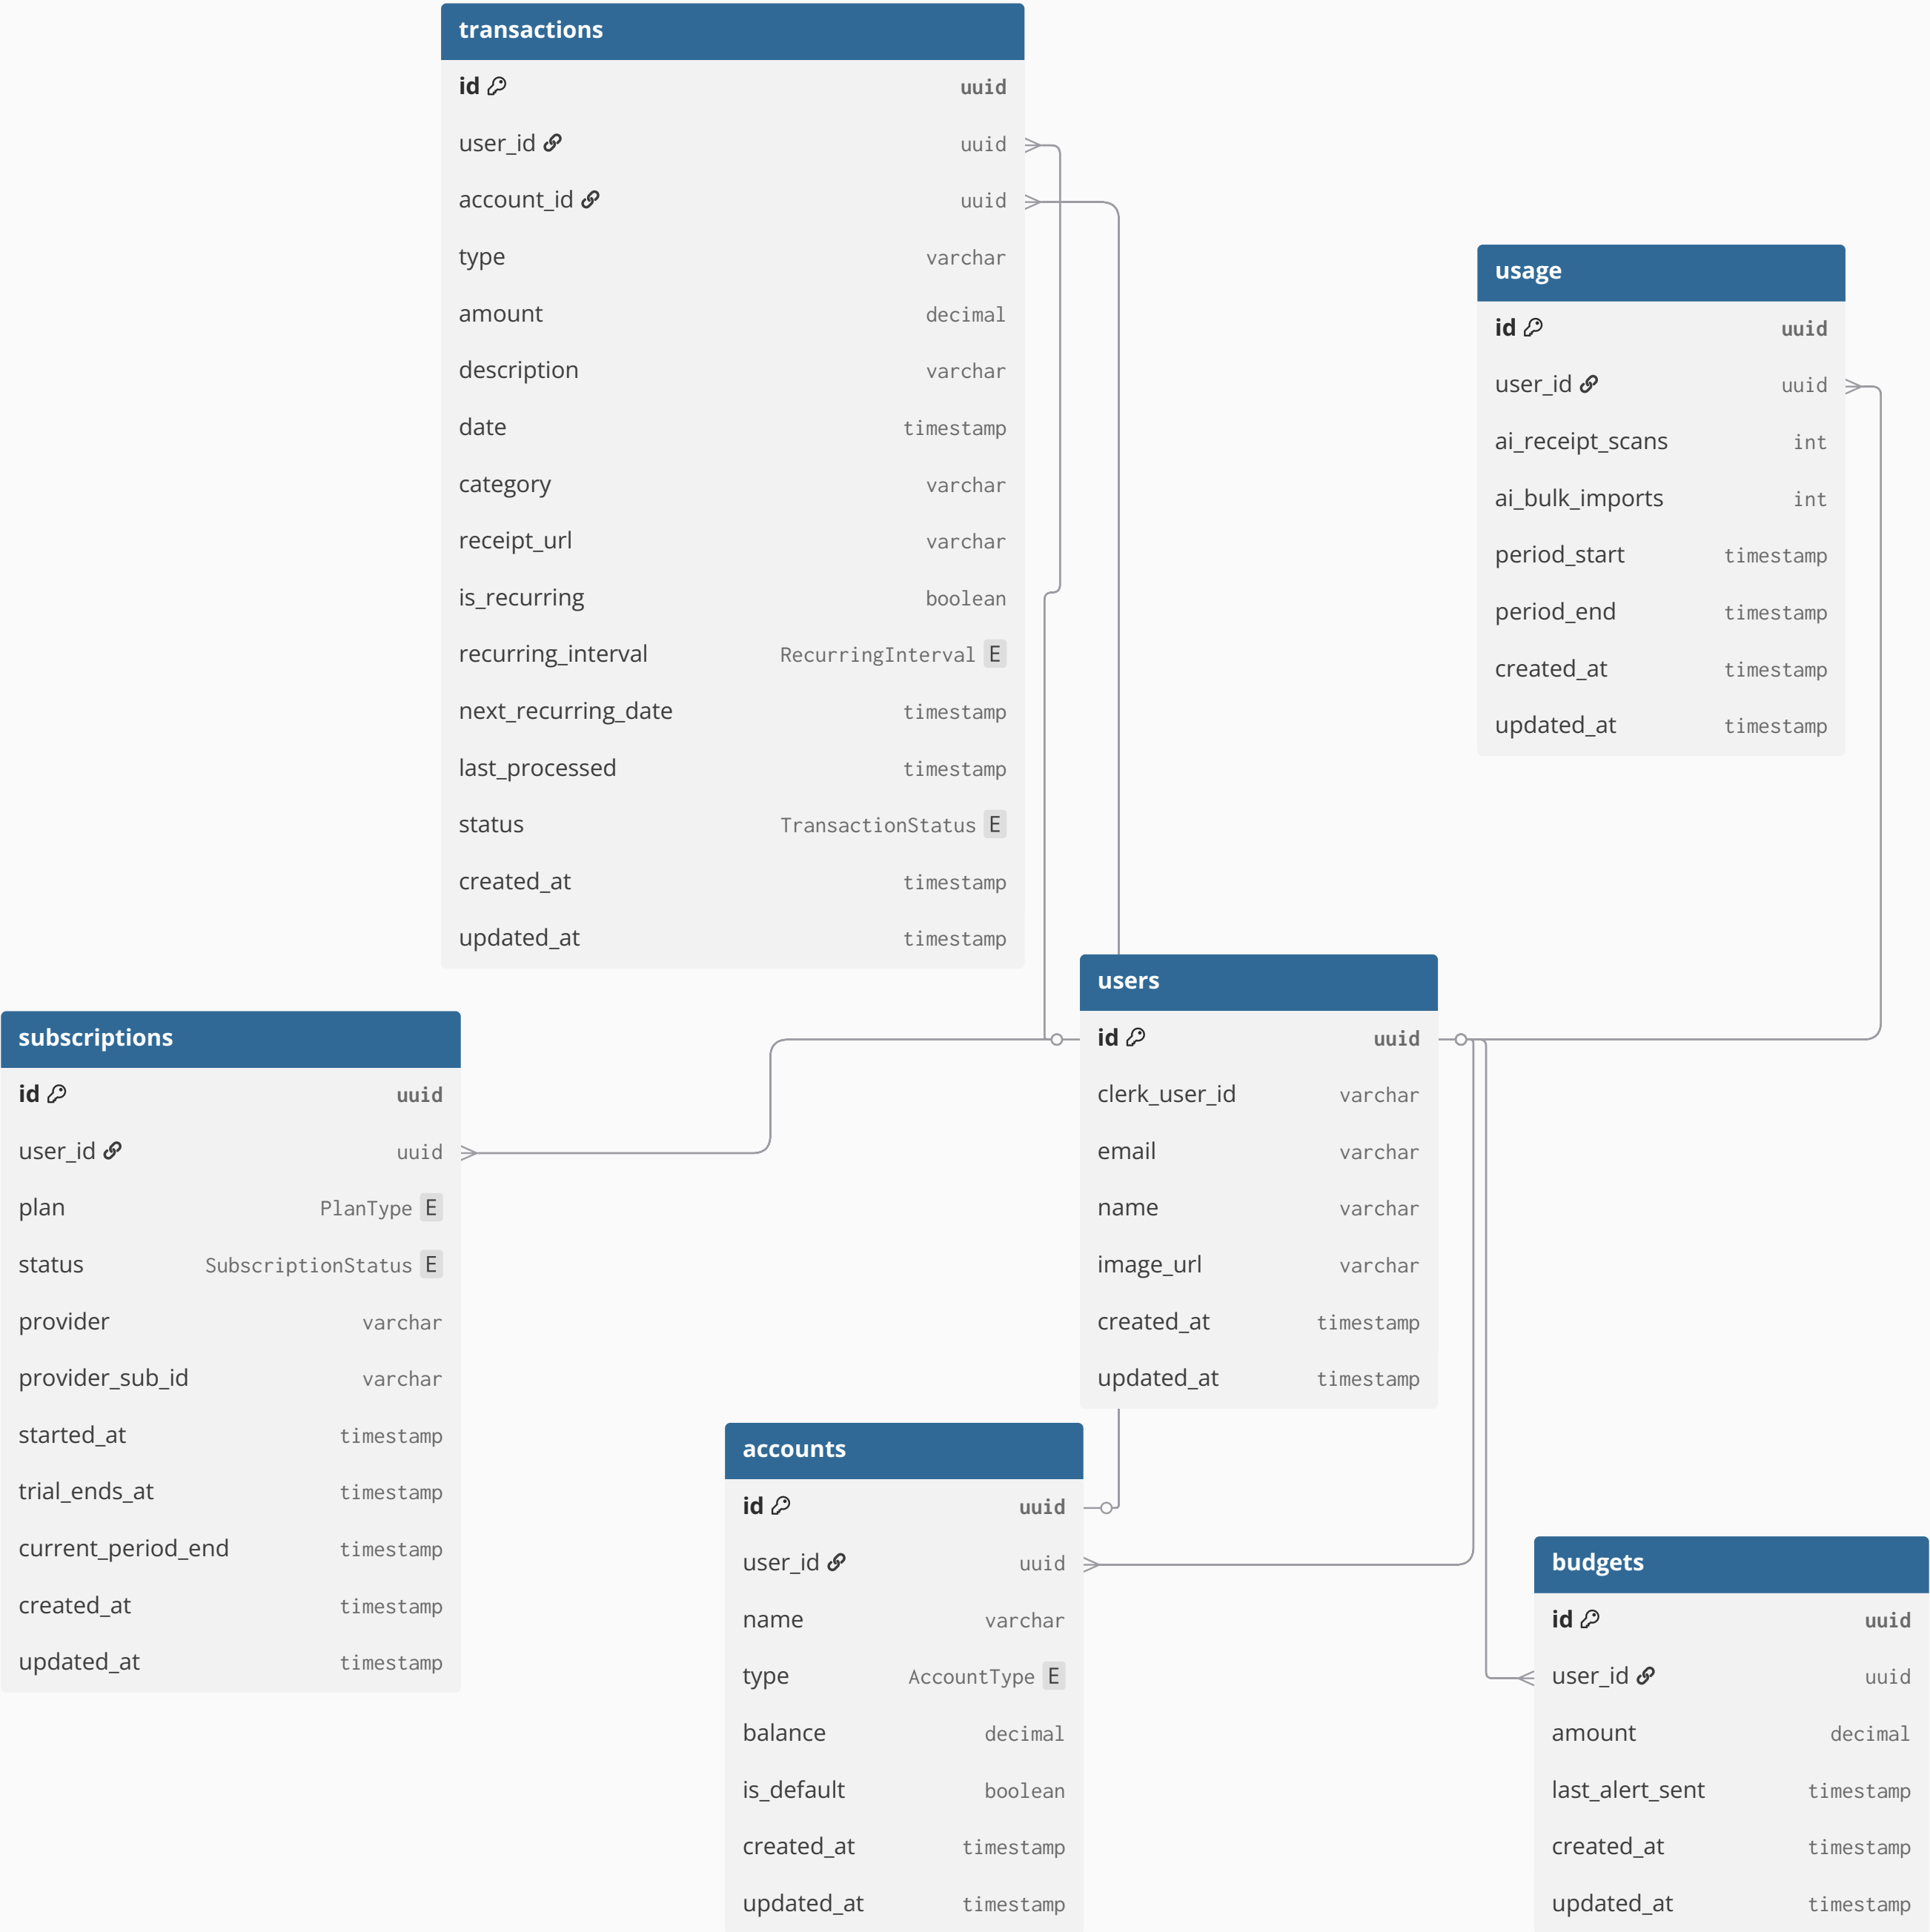 transactions
id uuid
user_id uuid
account_id uuid
type varchar
amount decimal
description varchar
date timestamp
category varchar
receipt_url varchar
is_recurring boolean
recurring_interval RecurringInterval E
next_recurring_date timestamp
last_processed timestamp
status TransactionStatus E
created_at timestamp
updated_at timestamp
usage
id uuid
user_id uuid
ai_receipt_scans int
ai_bulk_imports int
period_start timestamp
period_end timestamp
created_at timestamp
updated_at timestamp
users
id uuid
clerk_user_id varchar
email varchar
name varchar
image_url varchar
created_at timestamp
updated_at timestamp
subscriptions
id uuid
user_id uuid
plan PlanType E
status SubscriptionStatus E
provider varchar
provider_sub_id varchar
started_at timestamp
trial_ends_at timestamp
current_period_end timestamp
created_at timestamp
updated_at timestamp
accounts
id uuid
user_id uuid
name varchar
type AccountType E
balance decimal
is_default boolean
created_at timestamp
updated_at timestamp
budgets
id uuid
user_id uuid
amount decimal
last_alert_sent timestamp
created_at timestamp
updated_at timestamp